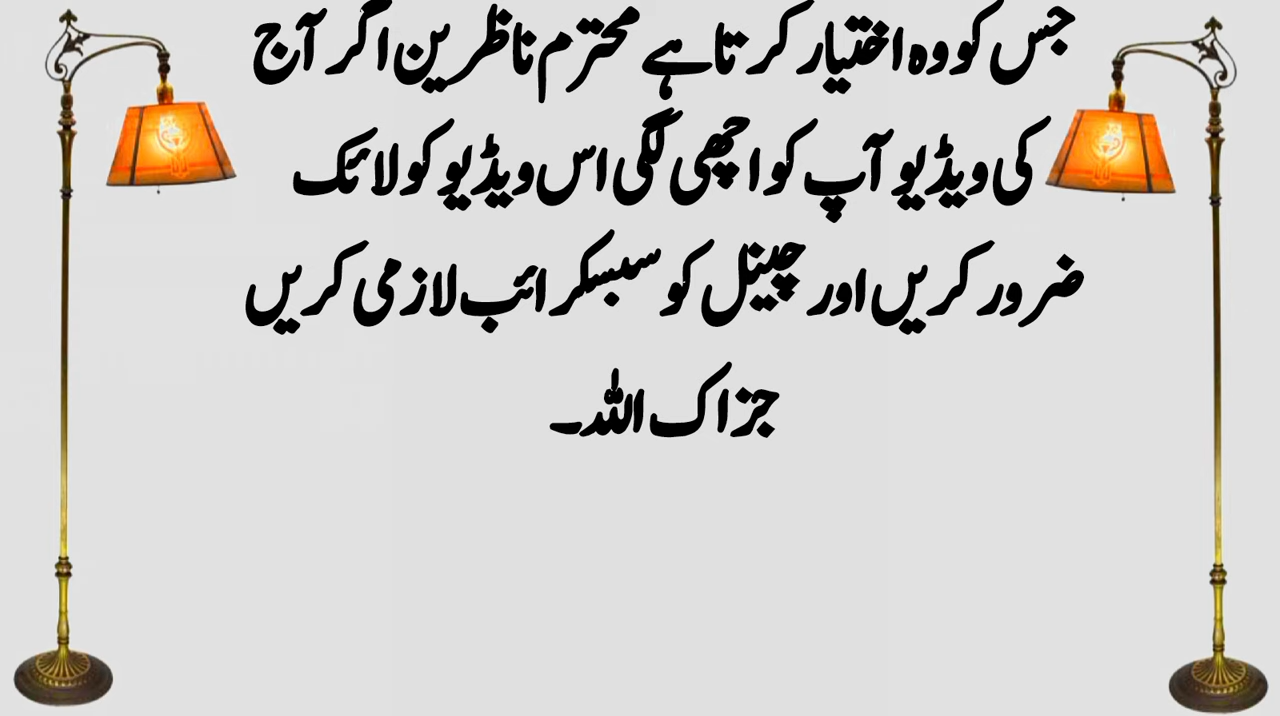 جس کو وہ اختیار کرتا ہے محترم ناظرین اگر آج
کی ویڈیو آپ کو اچھی لگی اس ویڈیو کو لائک
ضرور کریں اور چینل کو سبسکرائب لازمی کریں
جزاک اللہ۔